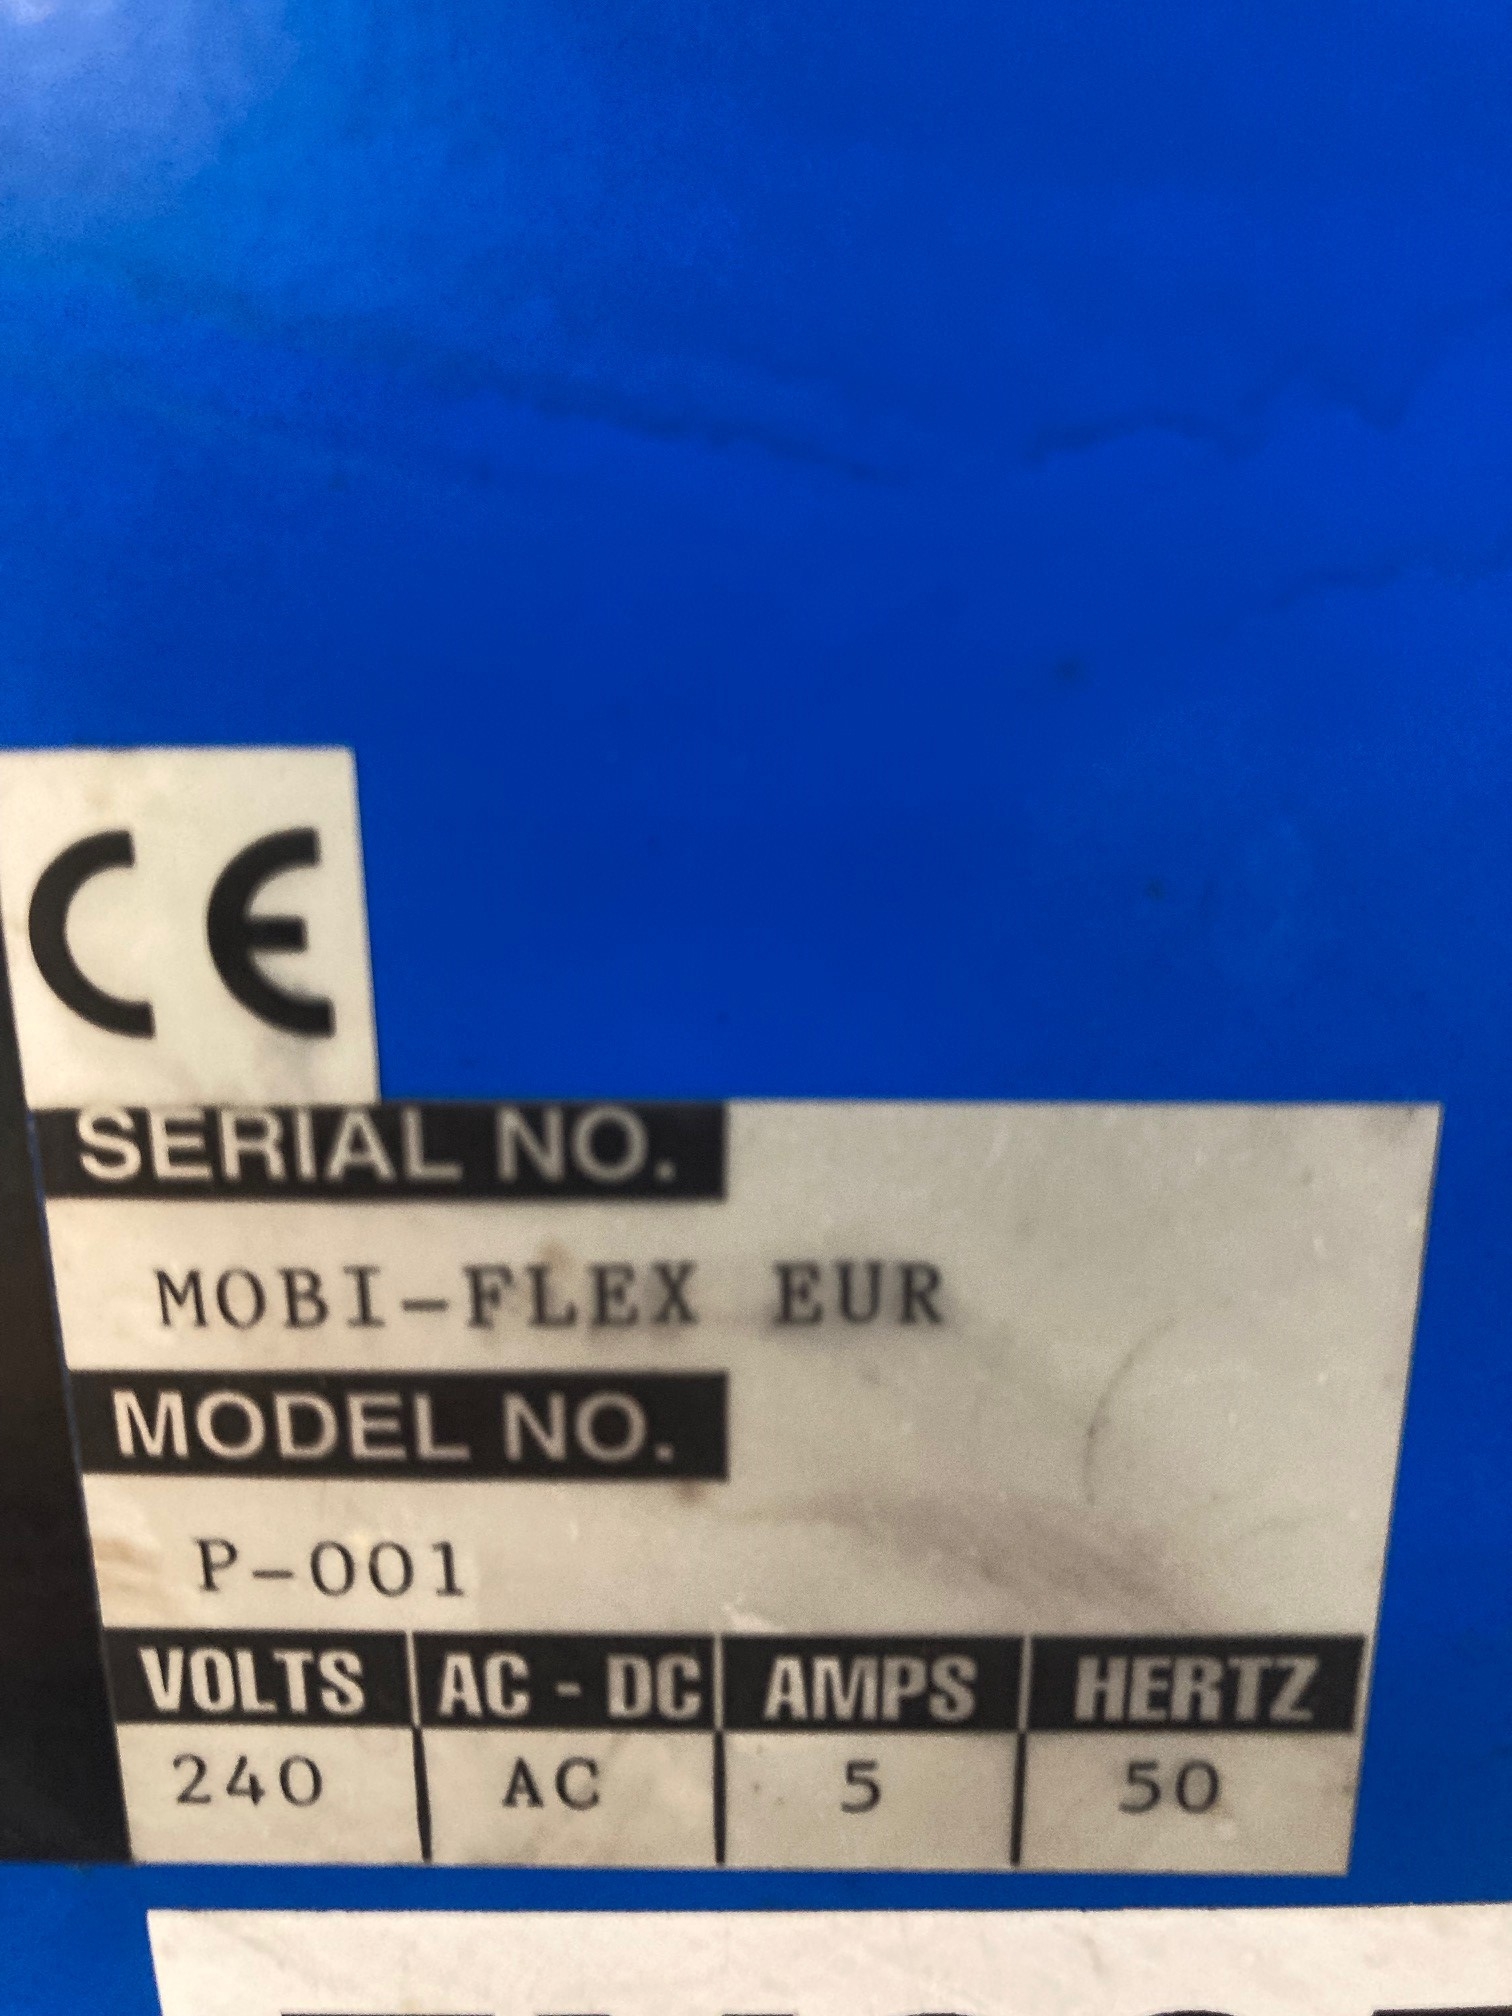 CE
SERIAL NO.
MOBI-FLEX EUR
MODEL NO.
P-001
VOLTS AC - DC AMPS HERTZ
240 AC 5 50